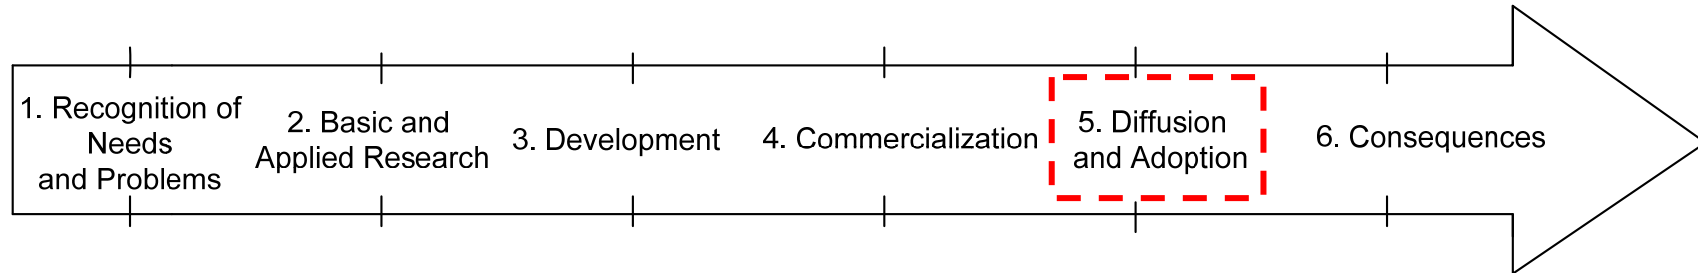 1. Recognition of
Needs
and Problems
2. Basic and
Applied Research
3. Development
4. Commercialization
5. Diffusion
and Adoption
6. Consequences